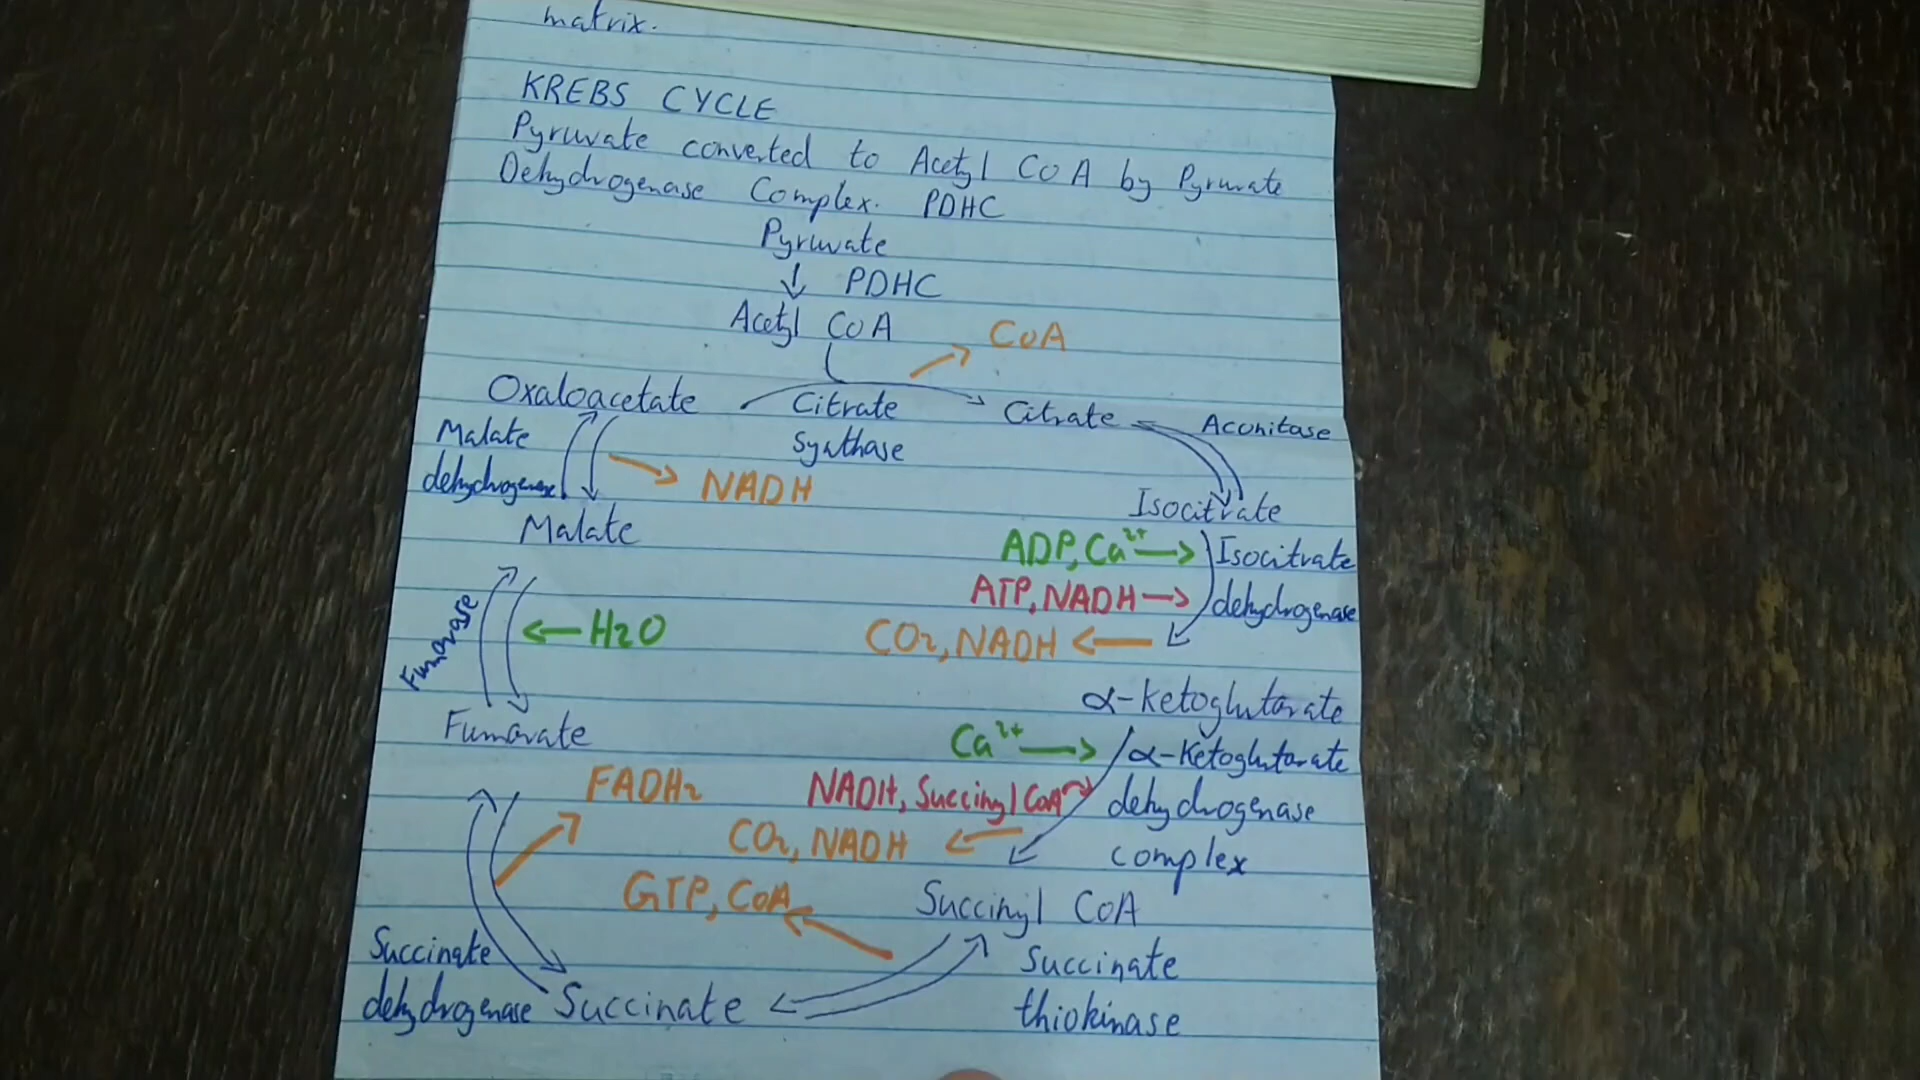 matrix.
KREBS CYCLE
Pyruvate converted to Acetyl CoA by Pyruvate
Dehydrogenase Complex. PDHC
Pyruvate
PDHC
Acetyl CoA
CoA
Oxaloacetate
Citrate
synthase
Citrate
Aconitase
Malate
dehydrogenase
NADH
Malate
Isocitrate
ADP, Ca²⁺
Isocitrate
dehydrogenase
ATP, NADH
CO2, NADH
Fumarase
H2O
α-ketoglutarate
Fumarate
Ca²⁺
α-ketoglutarate
dehydrogenase
complex
FADH2
NADH, Succinyl CoA
CO2, NADH
GTP, CoA
Succinyl CoA
Succinate
dehydrogenase
Succinate
Succinate
thiokinase